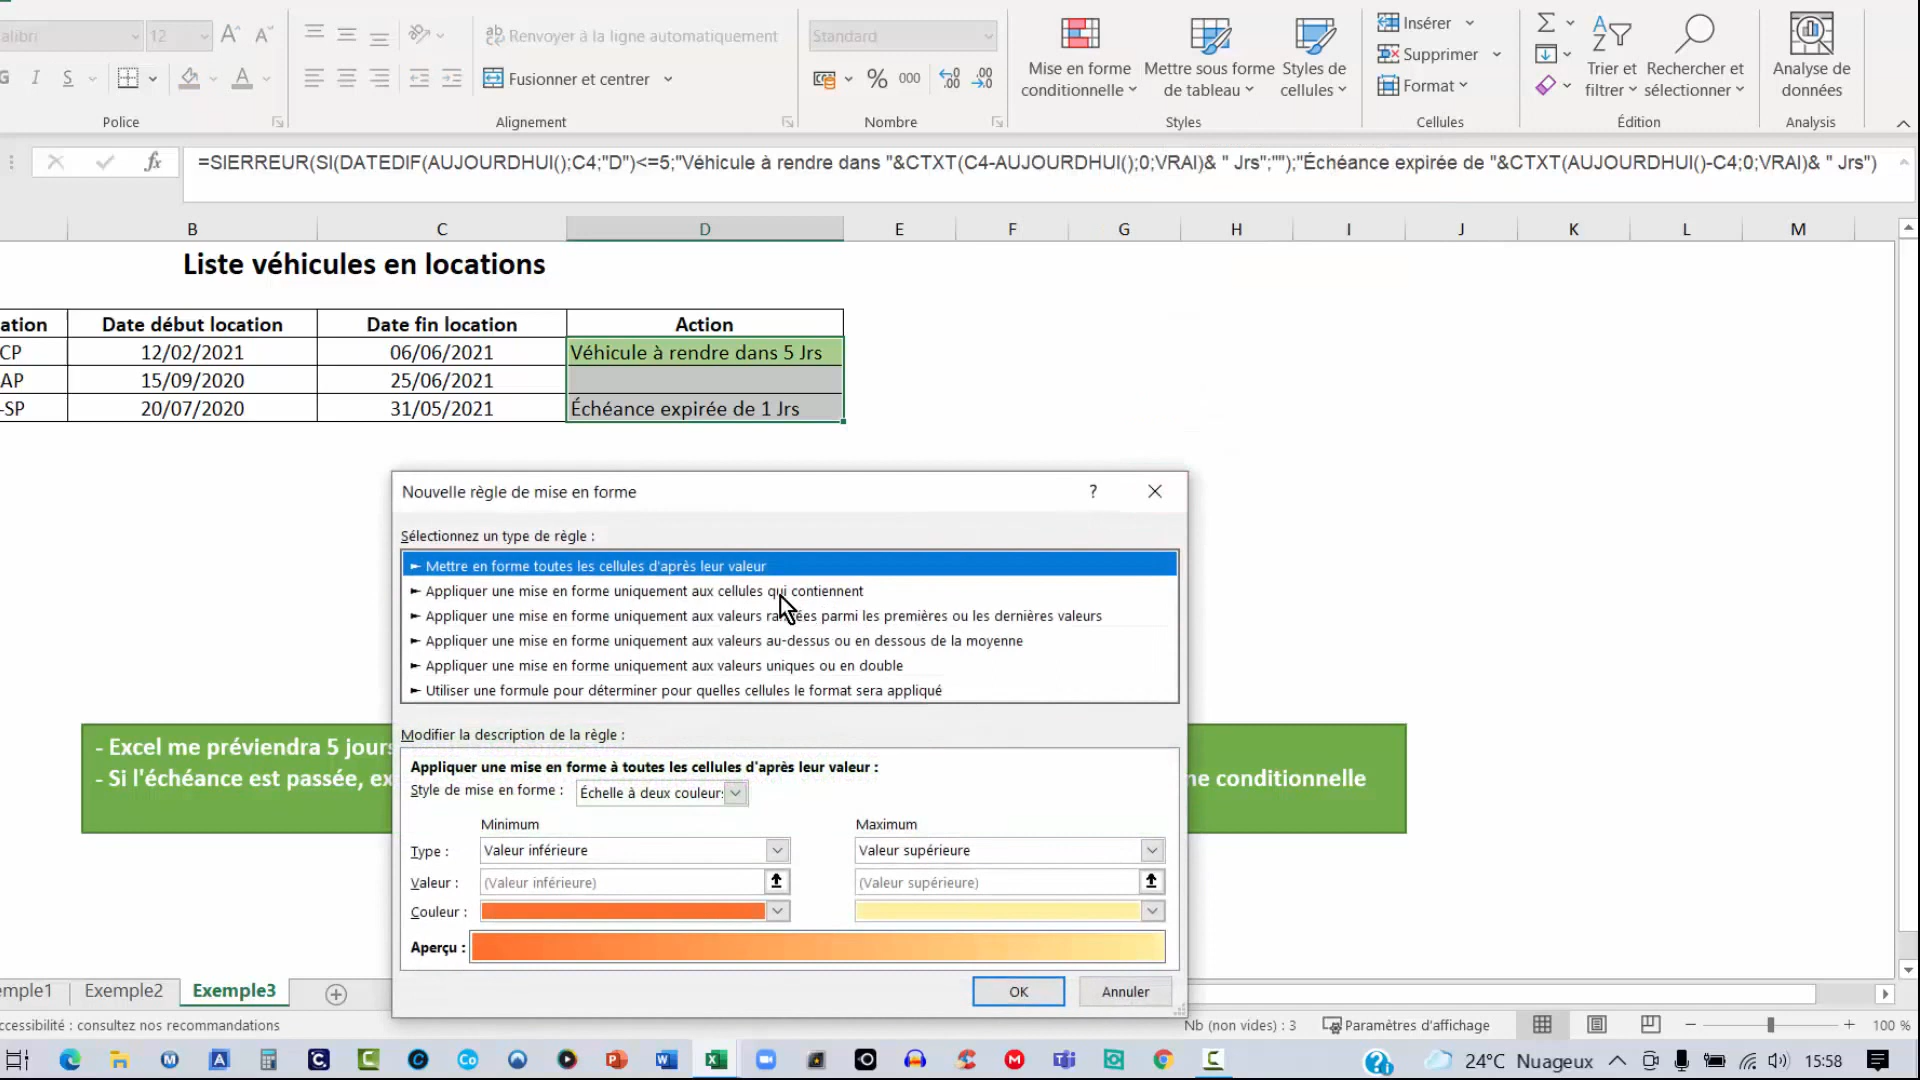 alibri
12
Renvoyer à la ligne automatiquement
Standard
Insérer
G I S
Fusionner et centrer
% 000
Mise en forme
conditionnelle
Mettre sous forme
de tableau
Styles de
cellules
Supprimer
Format
Trier et
filtrer
Rechercher et
sélectionner
Analyse de
données
Police
Alignement
Nombre
Styles
Cellules
Édition
Analysis
fx
=SIERREUR(SI(DATEDIF(AUJOURDHUI();C4;"D")<=5;"Véhicule à rendre dans "&CTXT(C4-AUJOURDHUI();0;VRAI)& " Jrs";"");"Échéance expirée de "&CTXT(AUJOURDHUI()-C4;0;VRAI)& " Jrs")
B C D E F G H I J K L M
Liste véhicules en locations
ation Date début location Date fin location Action
CP 12/02/2021 06/06/2021 Véhicule à rendre dans 5 Jrs
AP 15/09/2020 25/06/2021
-SP 20/07/2020 31/05/2021 Échéance expirée de 1 Jrs
Nouvelle règle de mise en forme
?
Sélectionnez un type de règle :
► Mettre en forme toutes les cellules d'après leur valeur
► Appliquer une mise en forme uniquement aux cellules qui contiennent
► Appliquer une mise en forme uniquement aux valeurs rangées parmi les premières ou les dernières valeurs
► Appliquer une mise en forme uniquement aux valeurs au-dessus ou en dessous de la moyenne
► Appliquer une mise en forme uniquement aux valeurs uniques ou en double
► Utiliser une formule pour déterminer pour quelles cellules le format sera appliqué
Modifier la description de la règle :
- Excel me préviendra 5 jours
- Si l'échéance est passée, ex
ne conditionnelle
Appliquer une mise en forme à toutes les cellules d'après leur valeur :
Style de mise en forme : Échelle à deux couleurs
Minimum Maximum
Type : Valeur inférieure Valeur supérieure
Valeur : (Valeur inférieure) (Valeur supérieure)
Couleur :
Aperçu :
OK
Annuler
emple1 Exemple2 Exemple3
ccessibilité : consultez nos recommandations
Nb (non vides) : 3
Paramètres d'affichage
100 %
24°C Nuageux
15:58